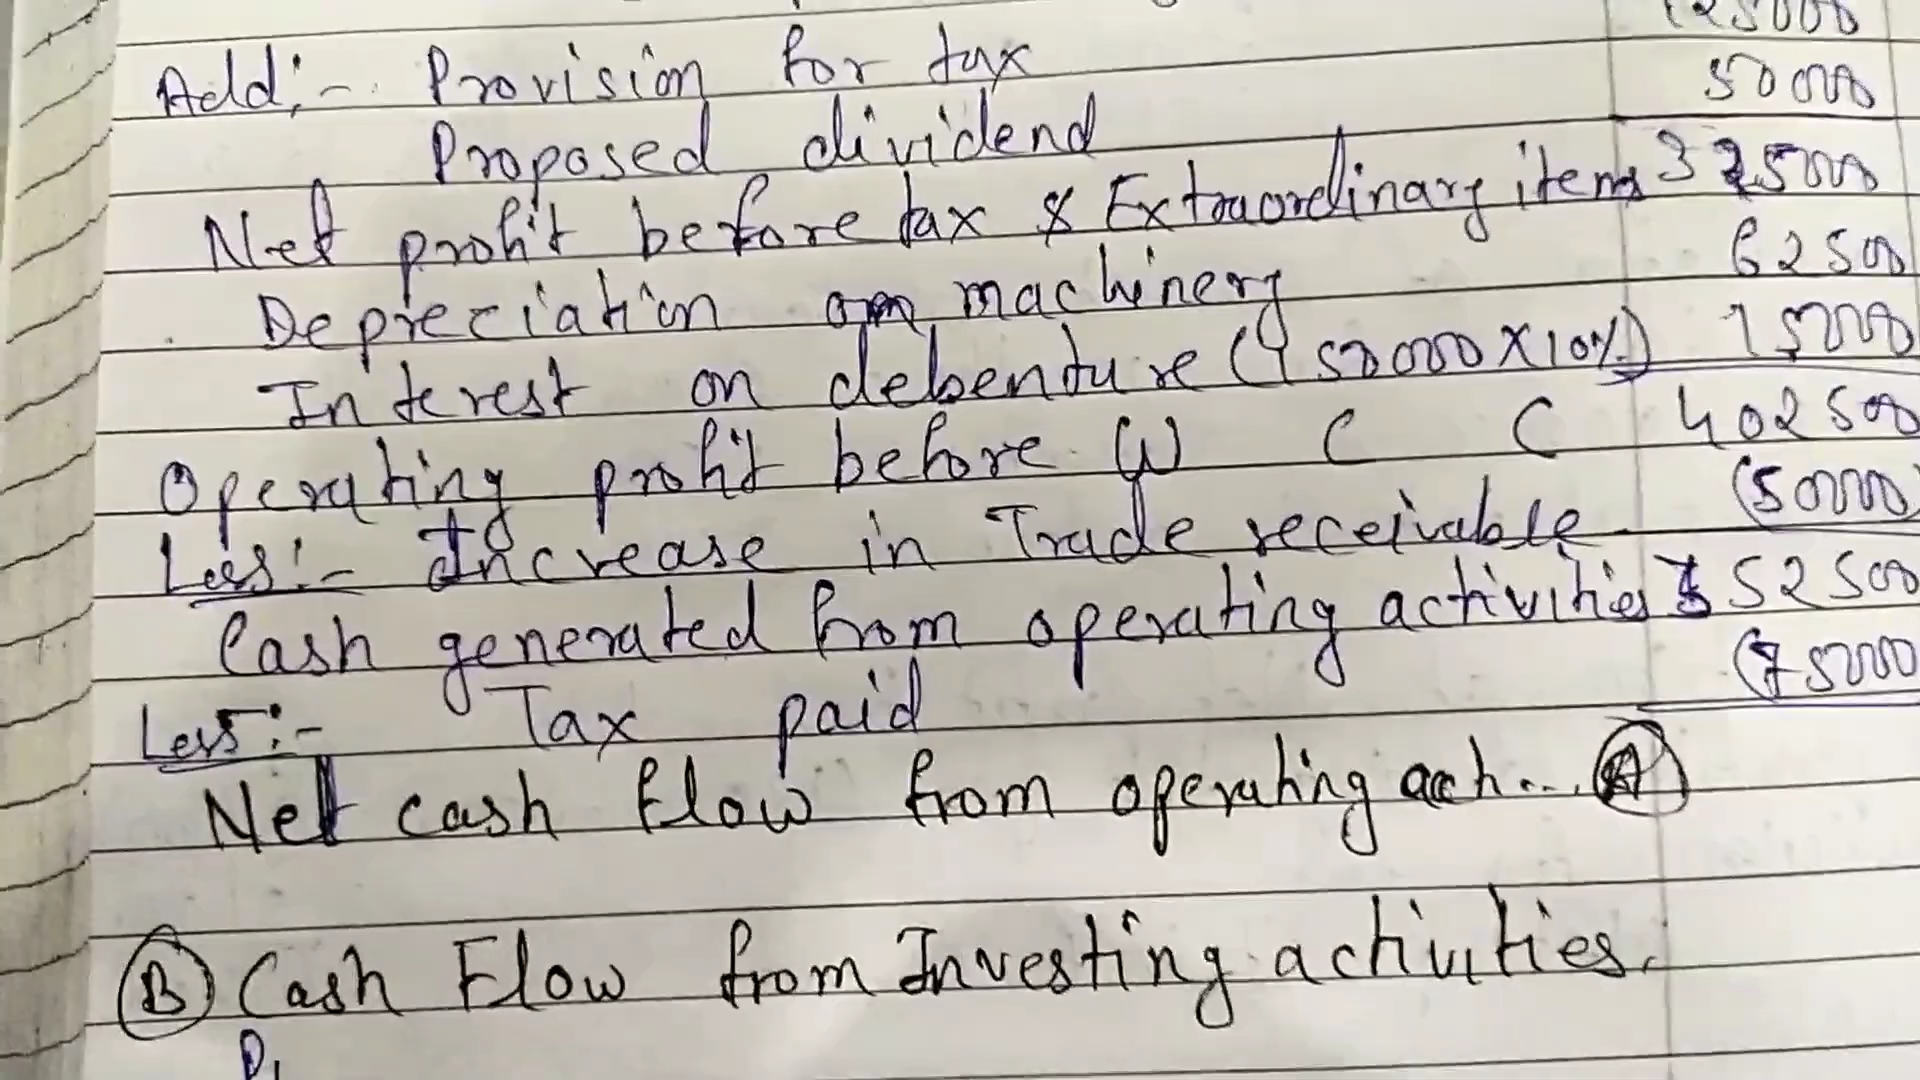 125000
Add:- Provision for tax 50000
Proposed dividend
Net profit before tax & Extraordinary items 325000
Depreciation on machinery 62500
Interest on debenture (150000 X 10%) 15000
Operating profit before W C C 402500
Less:- Increase in Trade receivable (50000)
Cash generated from operating activities 352500
Less:- Tax paid (75000
Net cash flow from operating act... (A)
(B) Cash Flow from Investing activities.